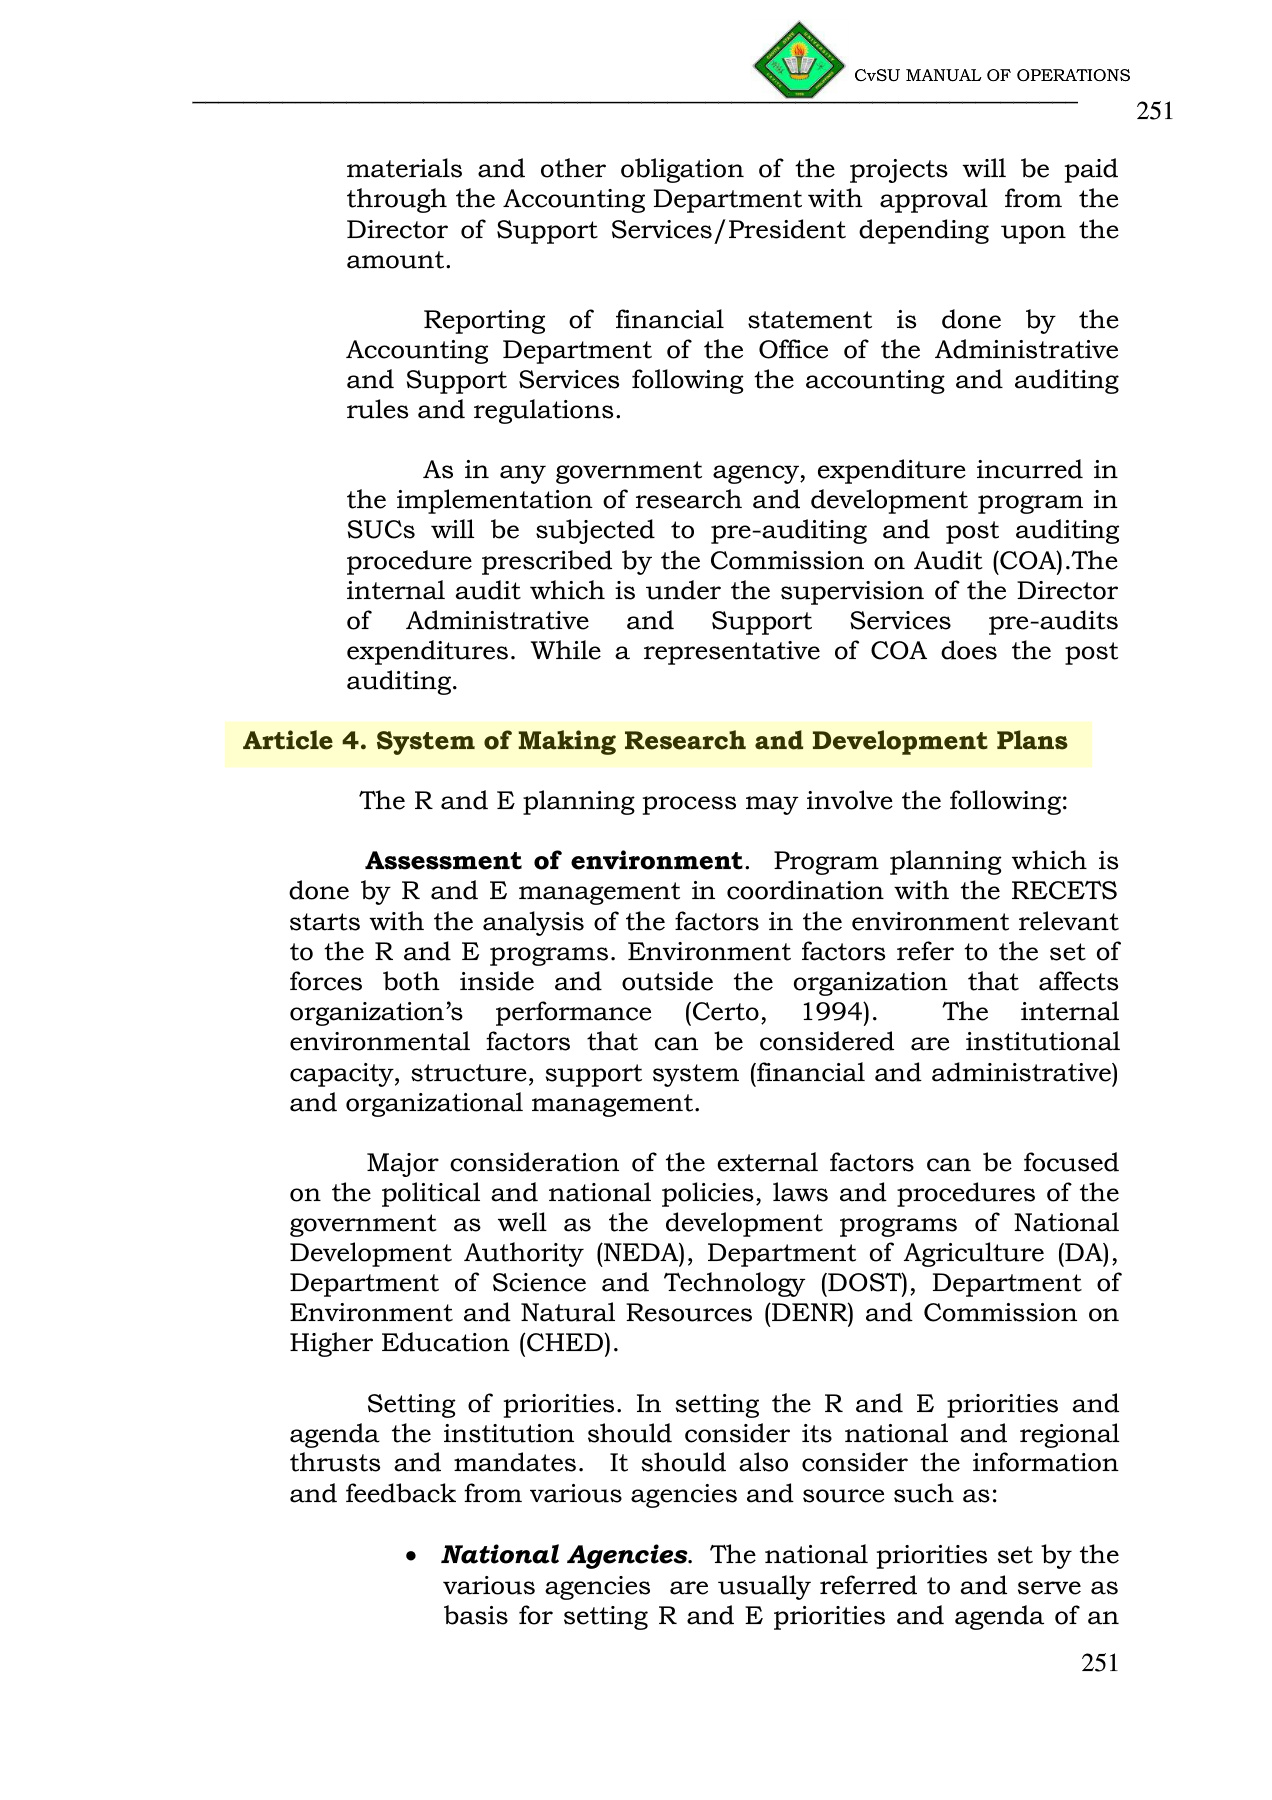 CvSU MANUAL OF OPERATIONS
251
materials and other obligation of the projects will be paid
through the Accounting Department with approval from the
Director of Support Services/President depending upon the
amount.
Reporting of financial statement is done by the
Accounting Department of the Office of the Administrative
and Support Services following the accounting and auditing
rules and regulations.
As in any government agency, expenditure incurred in
the implementation of research and development program in
SUCs will be subjected to pre-auditing and post auditing
procedure prescribed by the Commission on Audit (COA).The
internal audit which is under the supervision of the Director
of Administrative and Support Services pre-audits
expenditures. While a representative of COA does the post
auditing.
Article 4. System of Making Research and Development Plans
The R and E planning process may involve the following:
Assessment of environment. Program planning which is
done by R and E management in coordination with the RECETS
starts with the analysis of the factors in the environment relevant
to the R and E programs. Environment factors refer to the set of
forces both inside and outside the organization that affects
organization’s performance (Certo, 1994). The internal
environmental factors that can be considered are institutional
capacity, structure, support system (financial and administrative)
and organizational management.
Major consideration of the external factors can be focused
on the political and national policies, laws and procedures of the
government as well as the development programs of National
Development Authority (NEDA), Department of Agriculture (DA),
Department of Science and Technology (DOST), Department of
Environment and Natural Resources (DENR) and Commission on
Higher Education (CHED).
Setting of priorities. In setting the R and E priorities and
agenda the institution should consider its national and regional
thrusts and mandates. It should also consider the information
and feedback from various agencies and source such as:
• National Agencies. The national priorities set by the
various agencies are usually referred to and serve as
basis for setting R and E priorities and agenda of an
251